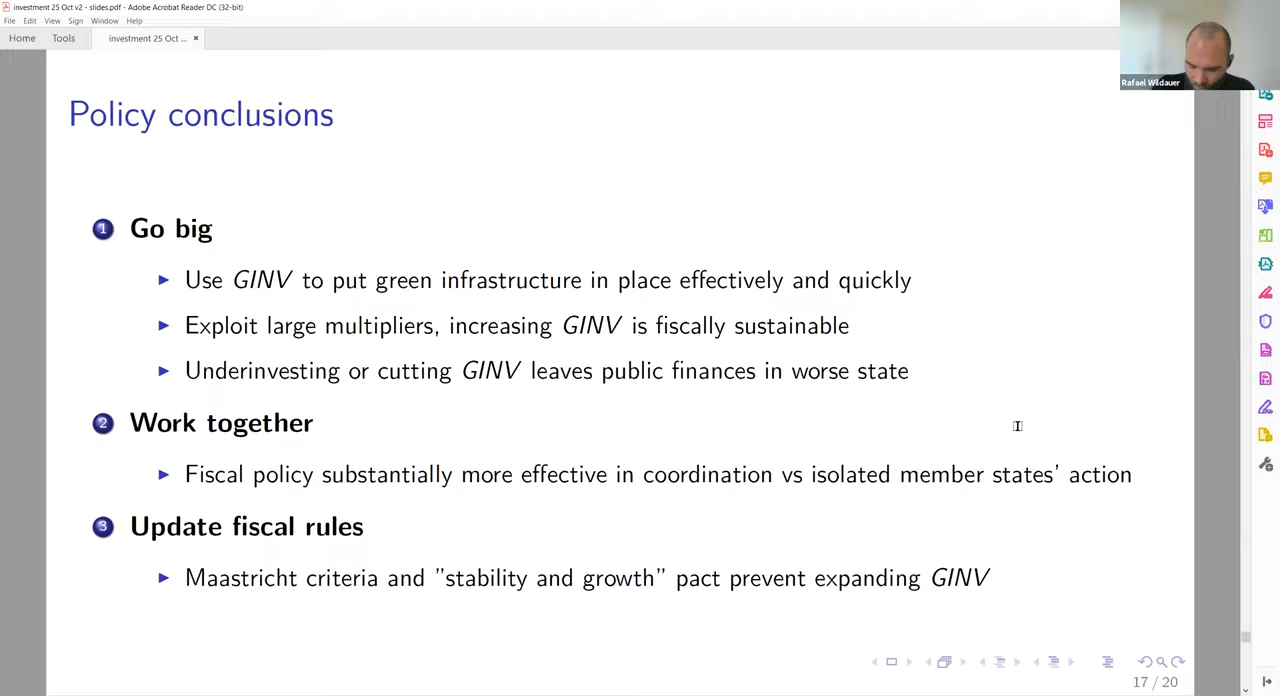 investment 25 Oct v2 - slides.pdf - Adobe Acrobat Reader DC (32-bit)
File Edit View Sign Window Help
Home Tools investment 25 Oct ... ×
Rafael Wildauer
Policy conclusions
1 Go big
Use GINV to put green infrastructure in place effectively and quickly
Exploit large multipliers, increasing GINV is fiscally sustainable
Underinvesting or cutting GINV leaves public finances in worse state
2 Work together
Fiscal policy substantially more effective in coordination vs isolated member states' action
3 Update fiscal rules
Maastricht criteria and ”stability and growth” pact prevent expanding GINV
17 / 20